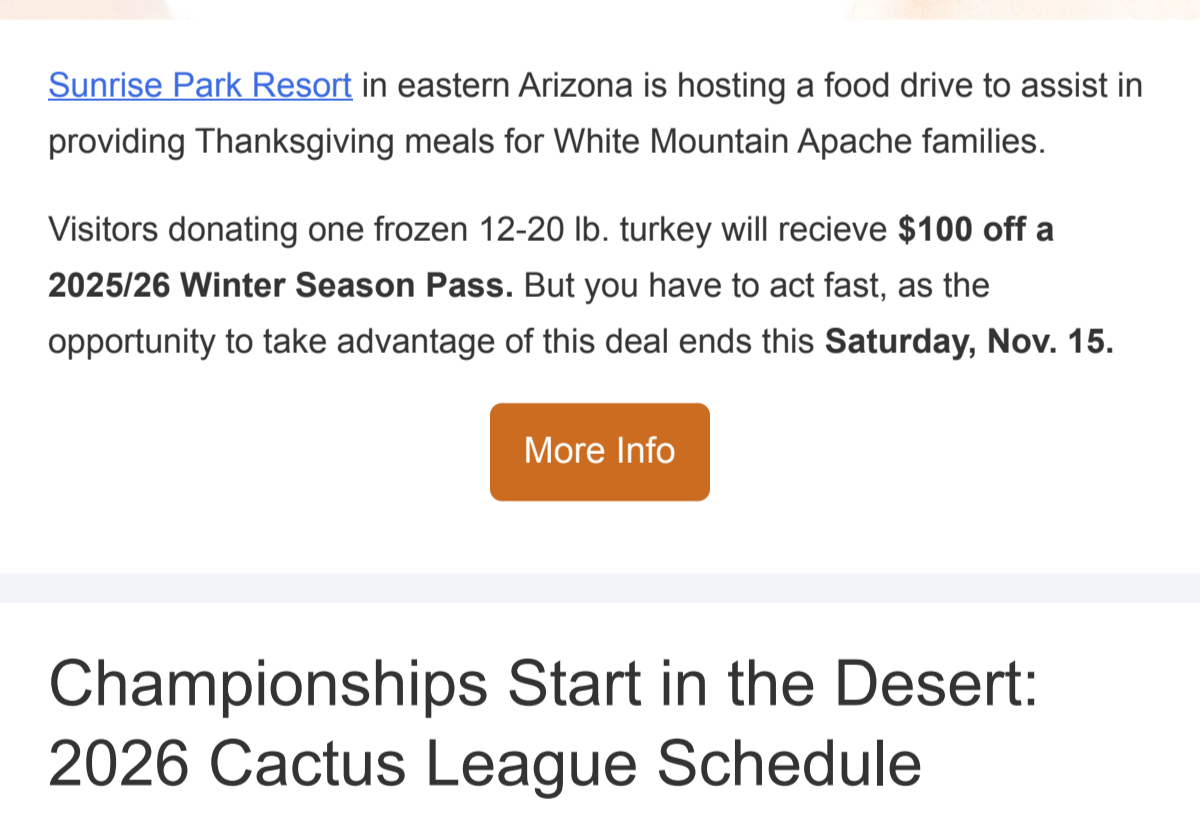 Sunrise Park Resort in eastern Arizona is hosting a food drive to assist in
providing Thanksgiving meals for White Mountain Apache families.
Visitors donating one frozen 12-20 lb. turkey will recieve $100 off a
2025/26 Winter Season Pass. But you have to act fast, as the
opportunity to take advantage of this deal ends this Saturday, Nov. 15.
More Info
Championships Start in the Desert:
2026 Cactus League Schedule